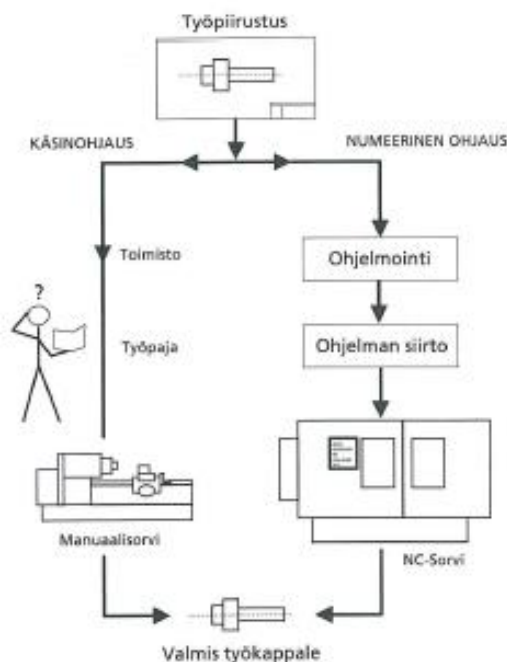 Työpiirustus
KÄSINOHJAUS
NUMEERINEN OHJAUS
Toimisto
Ohjelmointi
?
Työpaja
Ohjelman siirto
Manuaalisorvi
NC-Sorvi
Valmis työkappale